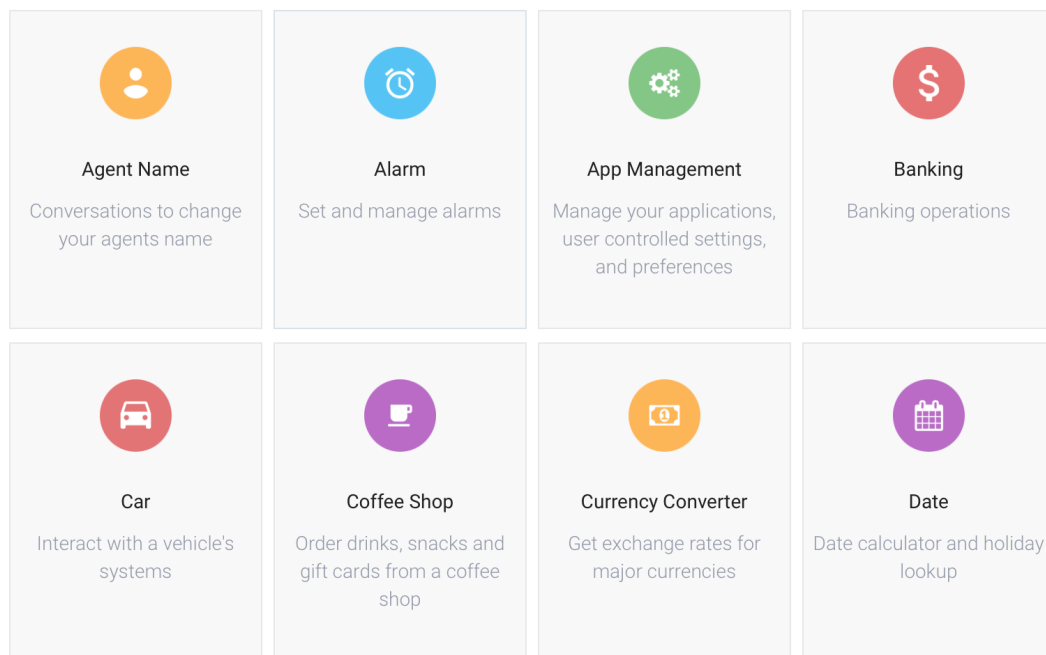 Agent Name
Conversations to change
your agents name
Alarm
Set and manage alarms
App Management
Manage your applications,
user controlled settings,
and preferences
Banking
Banking operations
Car
Interact with a vehicle's
systems
Coffee Shop
Order drinks, snacks and
gift cards from a coffee
shop
Currency Converter
Get exchange rates for
major currencies
Date
Date calculator and holiday
lookup